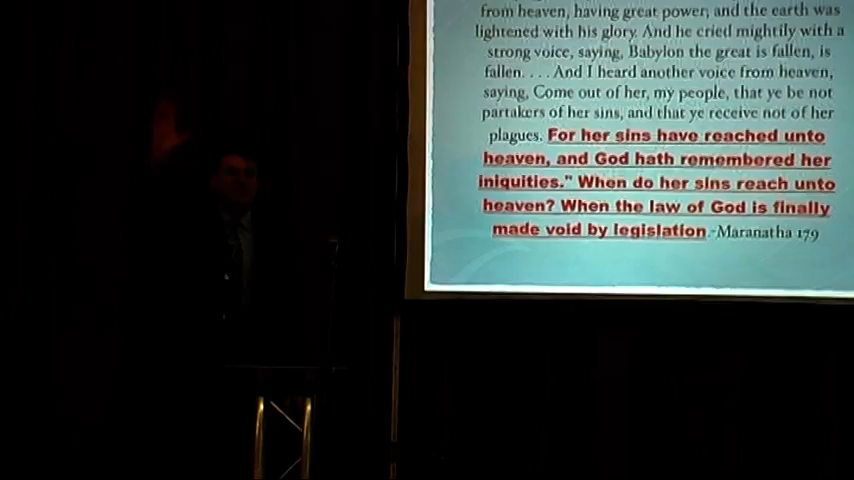 from heaven, having great power, and the earth was
lightened with his glory. And he cried mightily with a
strong voice, saying, Babylon the great is fallen, is
fallen. . . . And I heard another voice from heaven,
saying, Come out of her, my people, that ye be not
partakers of her sins, and that ye receive not of her
plagues. For her sins have reached unto
heaven, and God hath remembered her
iniquities." When do her sins reach unto
heaven? When the law of God is finally
made void by legislation.-Maranatha 179